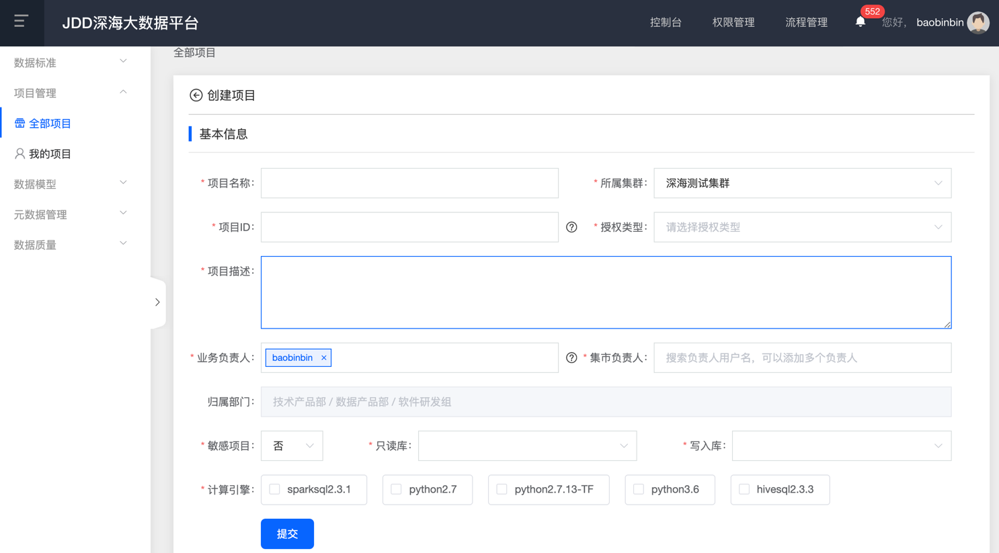 JDD深海大数据平台
控制台 权限管理 流程管理 552 您好, baobinbin
全部项目
数据标准
项目管理
全部项目
我的项目
数据模型
元数据管理
数据质量
创建项目
基本信息
* 项目名称:
* 所属集群: 深海测试集群
* 项目ID:
* 授权类型: 请选择授权类型
* 项目描述:
* 业务负责人: baobinbin ×
* 集市负责人: 搜索负责人用户名，可以添加多个负责人
归属部门: 技术产品部 / 数据产品部 / 软件研发组
* 敏感项目: 否 * 只读库: * 写入库:
* 计算引擎: sparksql2.3.1 python2.7 python2.7.13-TF python3.6 hivesql2.3.3
提交